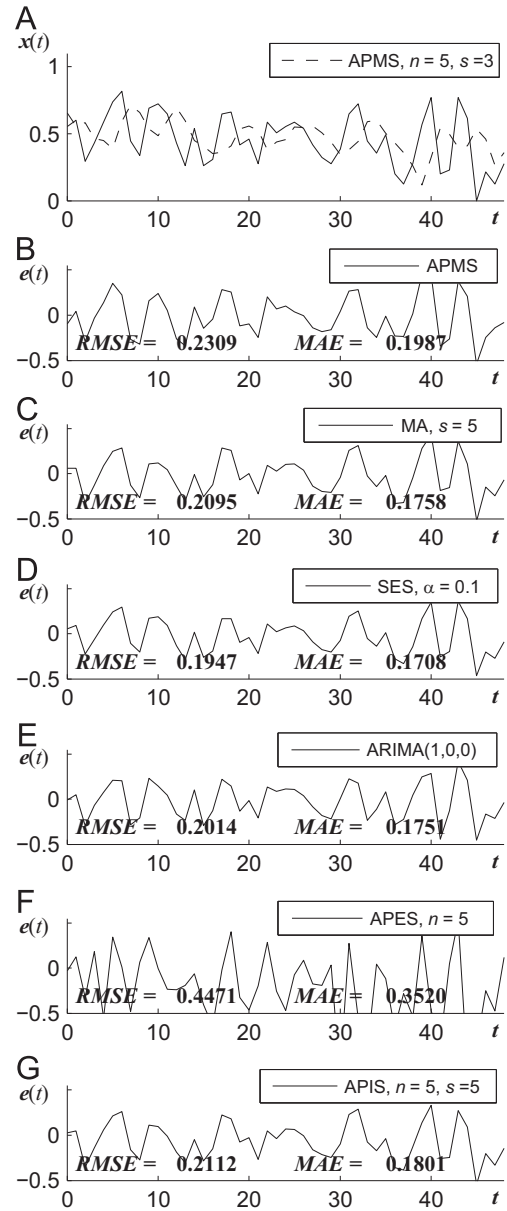 A
x(t)
APMS, n = 5, s=3
1
0.5
0
0 10 20 30 40 t
B
e(t)
APMS
0
−0.5
RMSE = 0.2309 MAE = 0.1987
0 10 20 30 40 t
C
e(t)
MA, s = 5
0
−0.5
RMSE = 0.2095 MAE = 0.1758
0 10 20 30 40 t
D
e(t)
SES, α = 0.1
0
−0.5
RMSE = 0.1947 MAE = 0.1708
0 10 20 30 40 t
E
e(t)
ARIMA(1,0,0)
0
−0.5
RMSE = 0.2014 MAE = 0.1751
0 10 20 30 40 t
F
e(t)
APES, n = 5
0
−0.5
RMSE = 0.4471 MAE = 0.3520
0 10 20 30 40 t
G
e(t)
APIS, n = 5, s =5
0
−0.5
RMSE = 0.2112 MAE = 0.1801
0 10 20 30 40 t